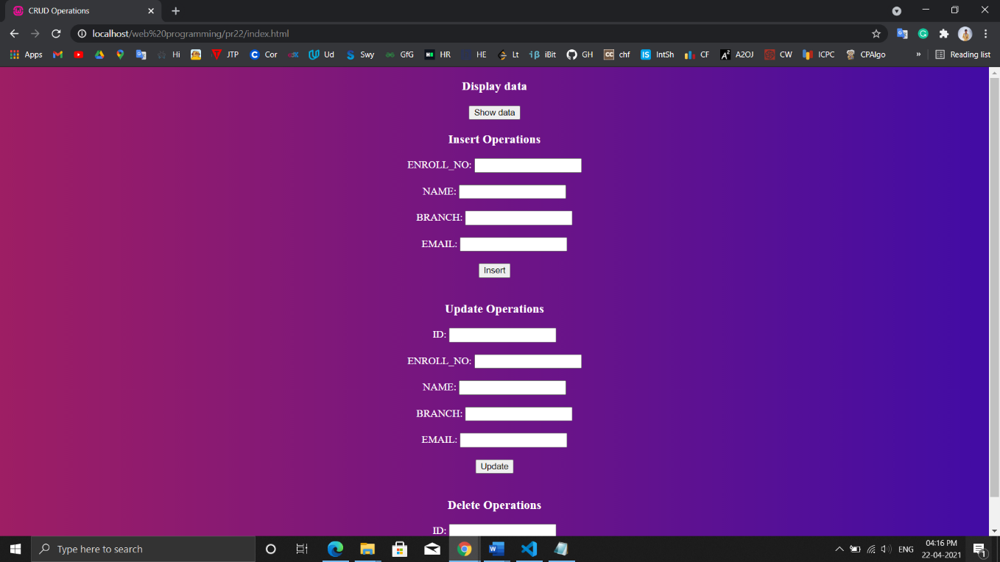 CRUD Operations
localhost/web%20programming/pr22/index.html
Apps Hi JTP Cor Ud Swy GfG HR HE Lt iBit GH chf IntSh CF A2OJ CW ICPC CPAlgo » Reading list
Display data
Show data
Insert Operations
ENROLL_NO:
NAME:
BRANCH:
EMAIL:
Insert
Update Operations
ID:
ENROLL_NO:
NAME:
BRANCH:
EMAIL:
Update
Delete Operations
ID:
Type here to search
ENG
04:16 PM
22-04-2021
1